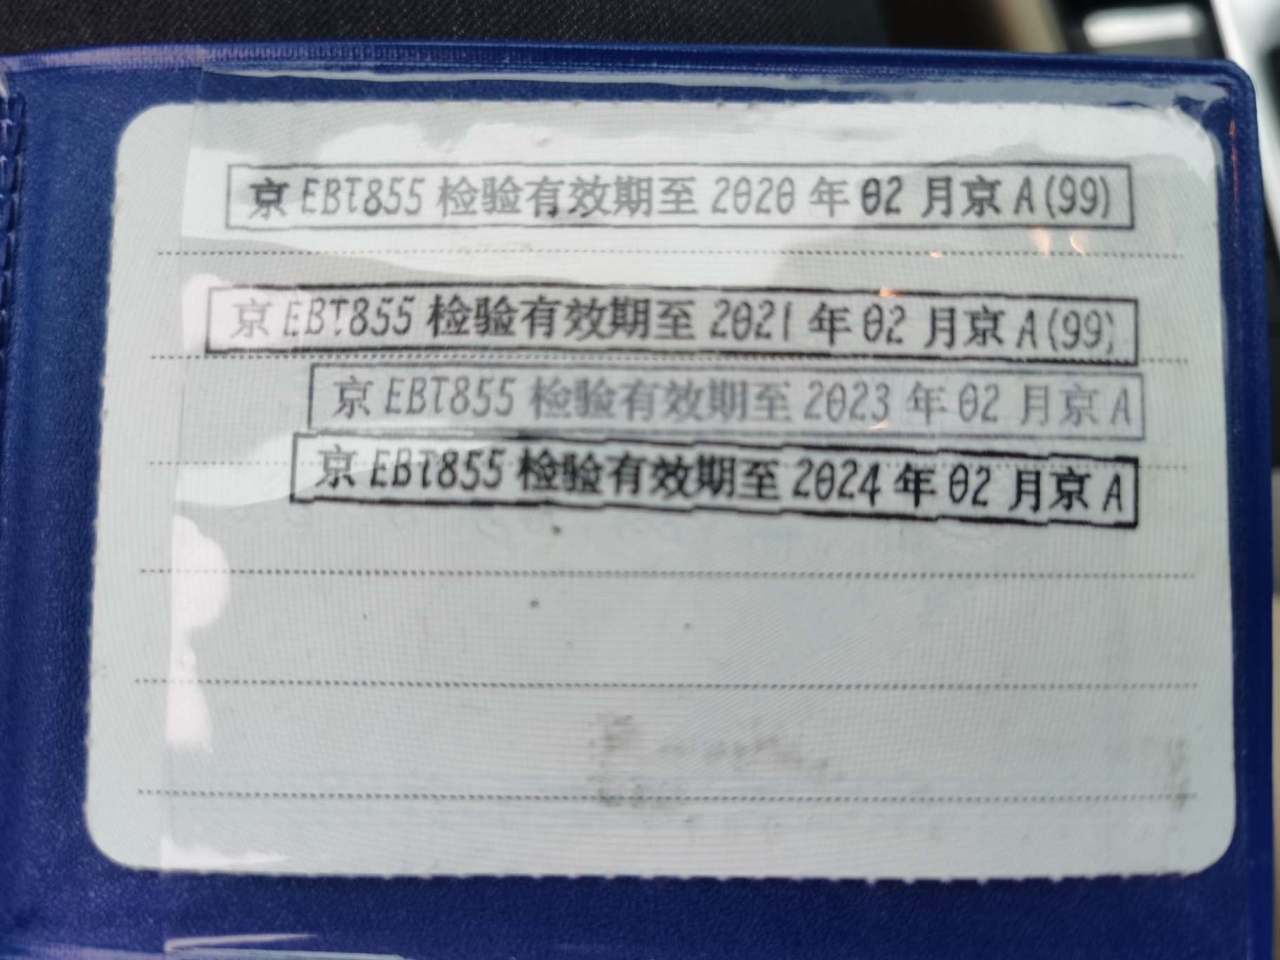 京 EBT855 检验有效期至 2020 年 02 月京 A(99)
京 EBT855 检验有效期至 2021 年 02 月京 A(99)
京 EBT855 检验有效期至 2023 年 02 月京 A
京 EBT855 检验有效期至 2024 年 02 月京 A